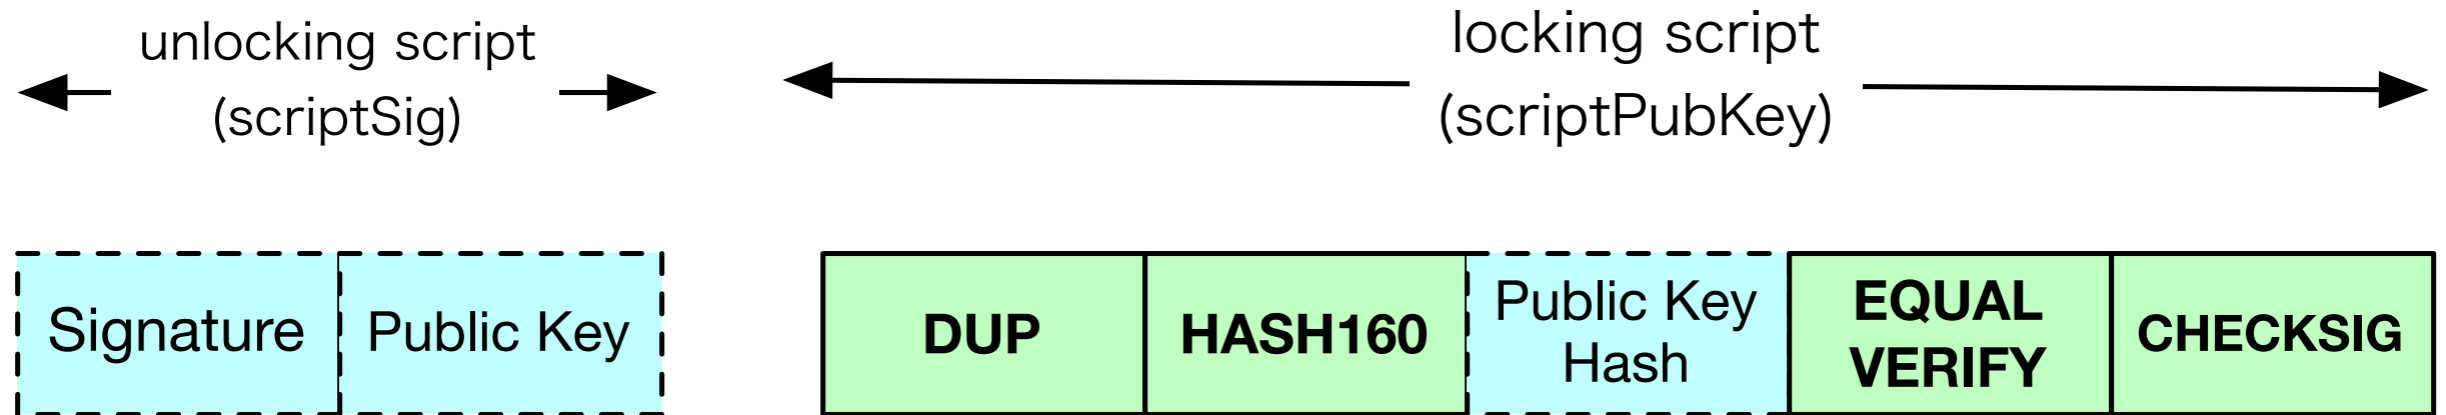 unlocking script
(scriptSig)
locking script
(scriptPubKey)
Signature
Public Key
DUP
HASH160
Public Key
Hash
EQUAL
VERIFY
CHECKSIG